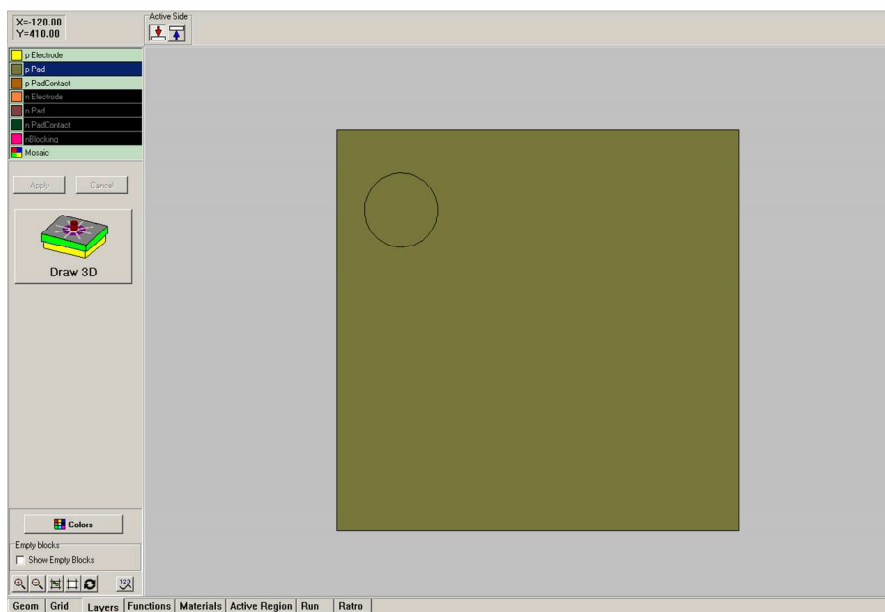 X=-120.00
Y=410.00
Active Side
p Electrode
p Pad
p PadContact
n Electrode
n Pad
n PadContact
nBlocking
Mosaic
Apply
Cancel
Draw 3D
Colors
Empty blocks
Show Empty Blocks
123
Geom Grid Layers Functions Materials Active Region Run Ratro